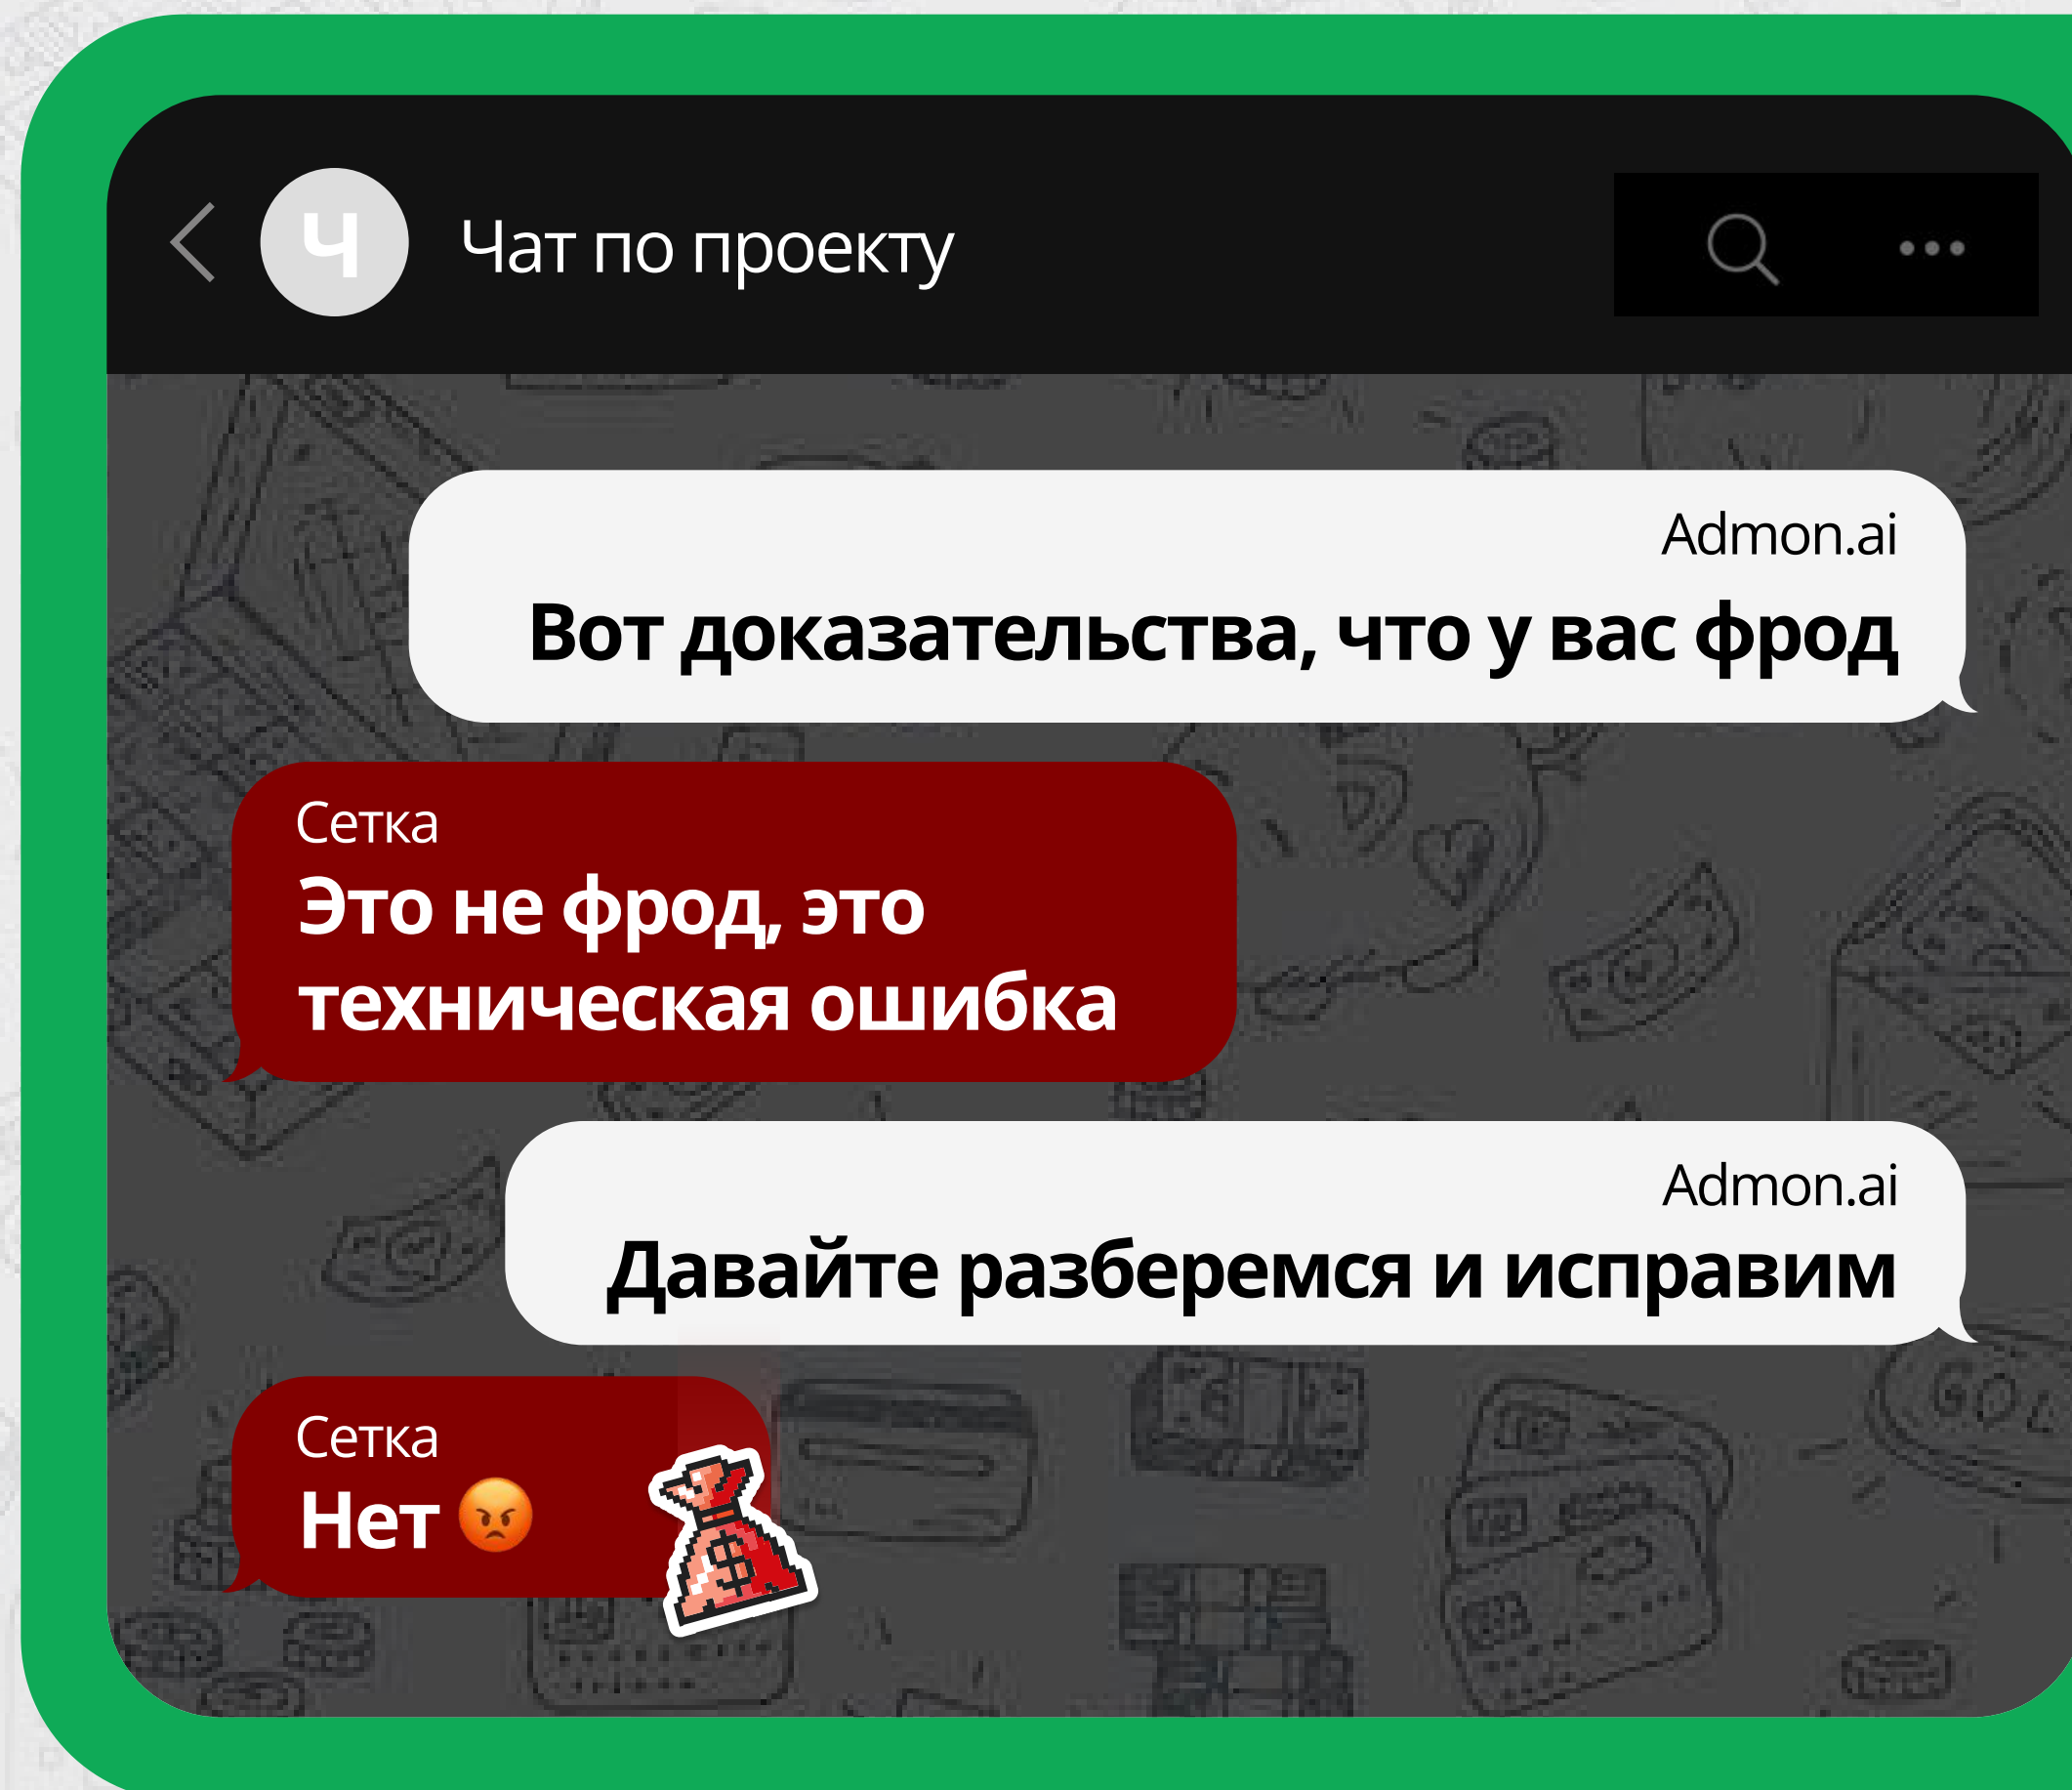 Ч
Чат по проекту
Admon.ai
Вот доказательства, что у вас фрод
Сетка
Это не фрод, это
техническая ошибка
Admon.ai
Давайте разберемся и исправим
Сетка
Нет 😡